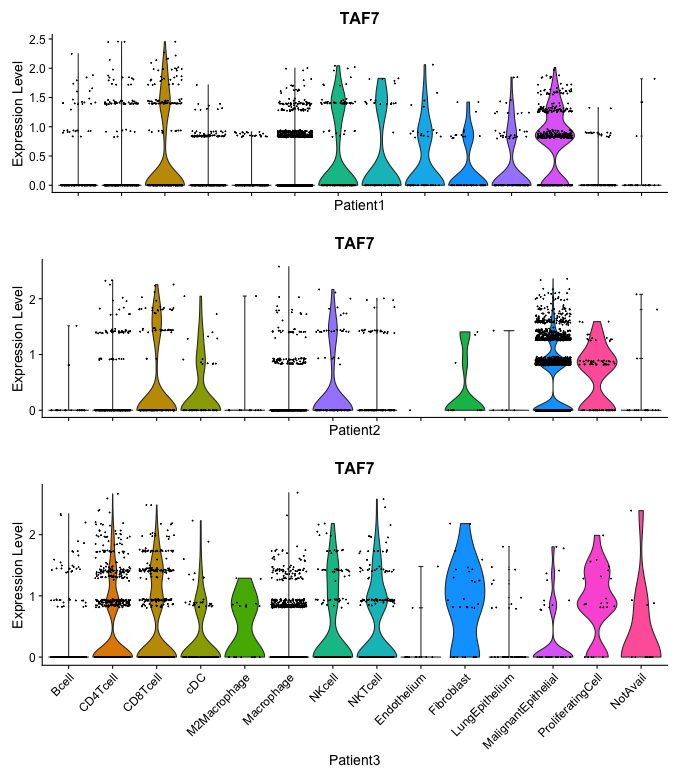 TAF7
Expression Level
2.5
2.0
1.5
1.0
0.5
0.0
Patient1
TAF7
Expression Level
2
1
0
Patient2
TAF7
Expression Level
2
1
0
Bcell
CD4Tcell
CD8Tcell
cDC
M2Macrophage
Macrophage
NKcell
NKTcell
Endothelium
Fibroblast
LungEpithelium
MalignantEpithelial
ProliferatingCell
NotAvail
Patient3